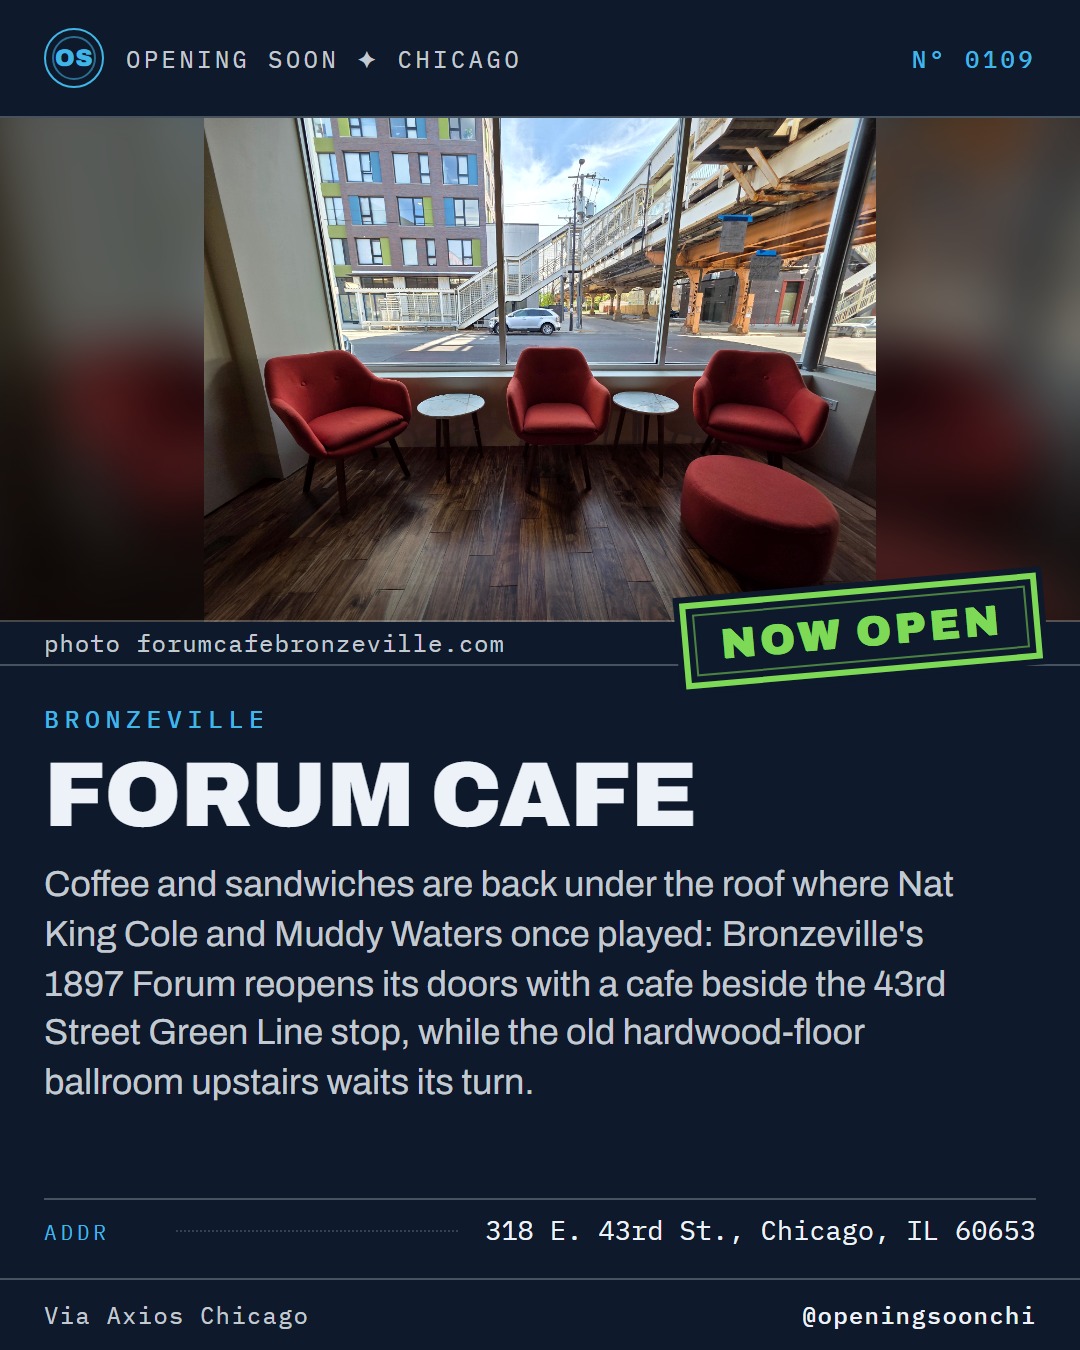 OS OPENING SOON ✦ CHICAGO
N° 0109
photo forumcafebronzeville.com
NOW OPEN
BRONZEVILLE
FORUM CAFE
Coffee and sandwiches are back under the roof where Nat
King Cole and Muddy Waters once played: Bronzeville's
1897 Forum reopens its doors with a cafe beside the 43rd
Street Green Line stop, while the old hardwood-floor
ballroom upstairs waits its turn.
ADDR 318 E. 43rd St., Chicago, IL 60653
Via Axios Chicago
@openingsoonchi